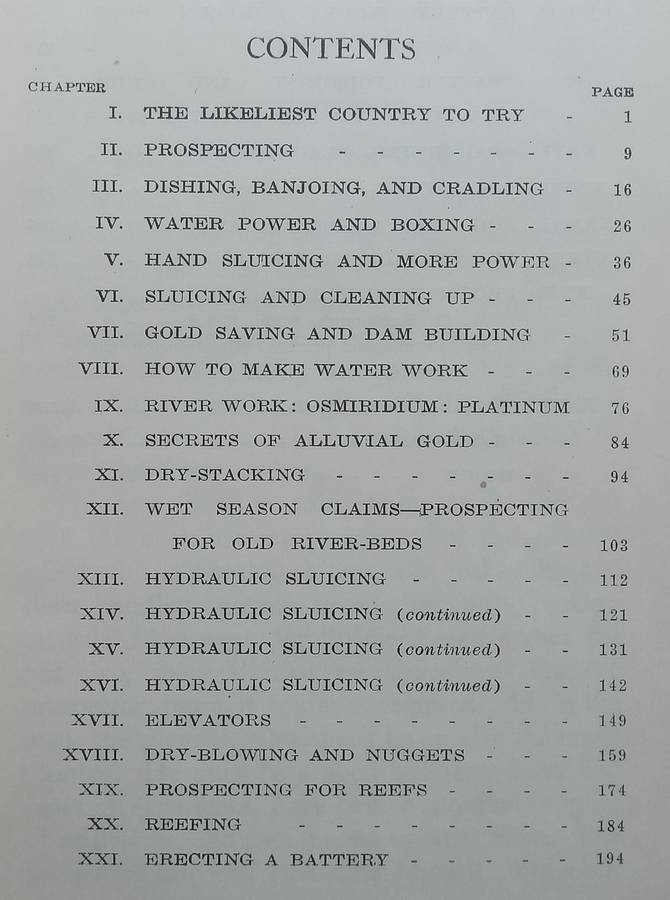 CONTENTS
CHAPTER PAGE
I. THE LIKELIEST COUNTRY TO TRY - 1
II. PROSPECTING - - - - - - - 9
III. DISHING, BANJOING, AND CRADLING - 16
IV. WATER POWER AND BOXING - - - 26
V. HAND SLUICING AND MORE POWER - 36
VI. SLUICING AND CLEANING UP - - - 45
VII. GOLD SAVING AND DAM BUILDING - 51
VIII. HOW TO MAKE WATER WORK - - - 69
IX. RIVER WORK: OSMIRIDIUM: PLATINUM 76
X. SECRETS OF ALLUVIAL GOLD - - - 84
XI. DRY-STACKING - - - - - - - 94
XII. WET SEASON CLAIMS—PROSPECTING
FOR OLD RIVER-BEDS - - - - 103
XIII. HYDRAULIC SLUICING - - - - - 112
XIV. HYDRAULIC SLUICING (continued) - - 121
XV. HYDRAULIC SLUICING (continued) - - 131
XVI. HYDRAULIC SLUICING (continued) - - 142
XVII. ELEVATORS - - - - - - - - 149
XVIII. DRY-BLOWING AND NUGGETS - - - 159
XIX. PROSPECTING FOR REEFS - - - - 174
XX. REEFING - - - - - - - - 184
XXI. ERECTING A BATTERY - - - - - 194